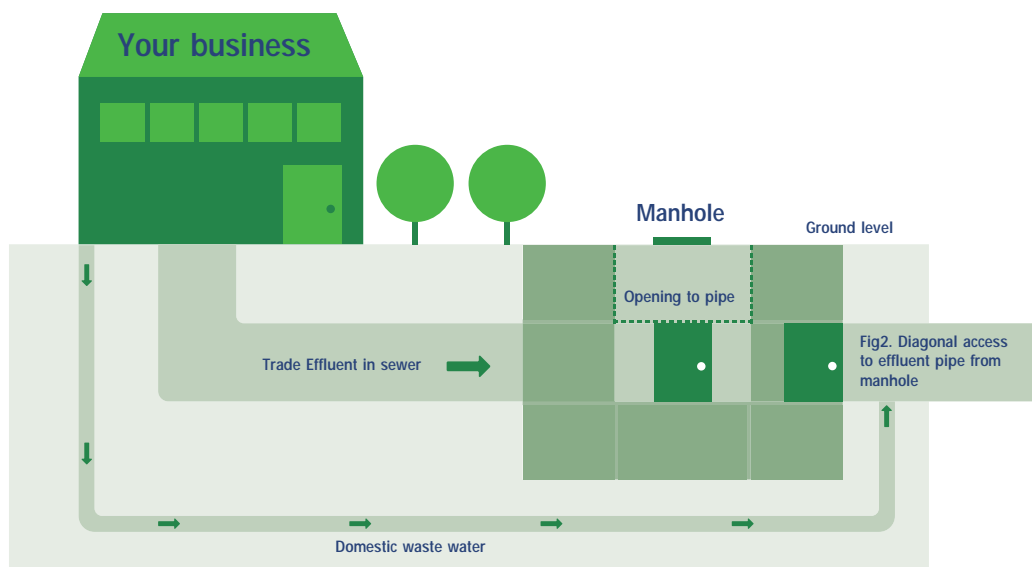 Your business
Manhole
Ground level
Opening to pipe
Trade Effluent in sewer
Fig2. Diagonal access
to effluent pipe from
manhole
Domestic waste water